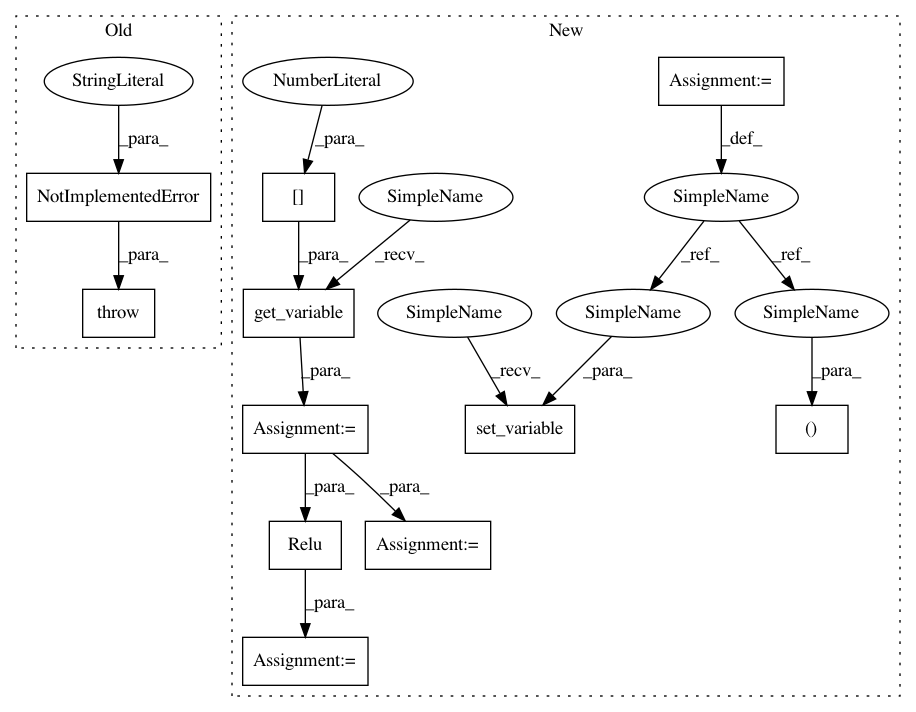 Old
New
StringLiteral
NumberLiteral
Assignment:=
_para_
_para_
_def_
NotImplementedError
[]
SimpleName
SimpleName
_para_
_para_
_recv_
_ref_
_ref_
throw
get_variable
SimpleName
SimpleName
SimpleName
_para_
_recv_
_para_
_para_
Assignment:=
set_variable
()
_para_
_para_
Relu
Assignment:=
_para_
Assignment:=